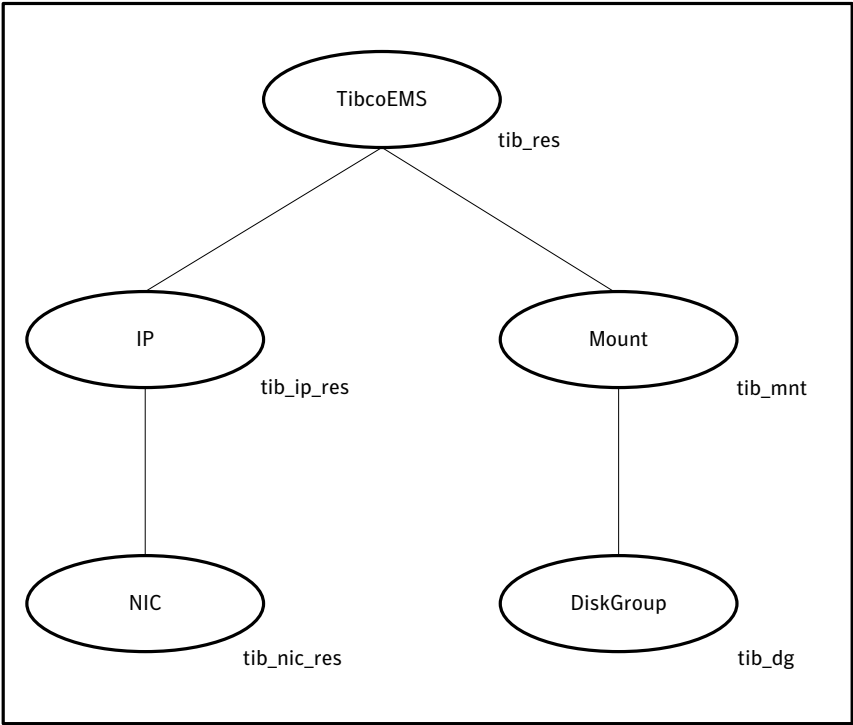 TibcoEMS
tib_res
IP
Mount
tib_ip_res
tib_mnt
NIC
DiskGroup
tib_nic_res
tib_dg